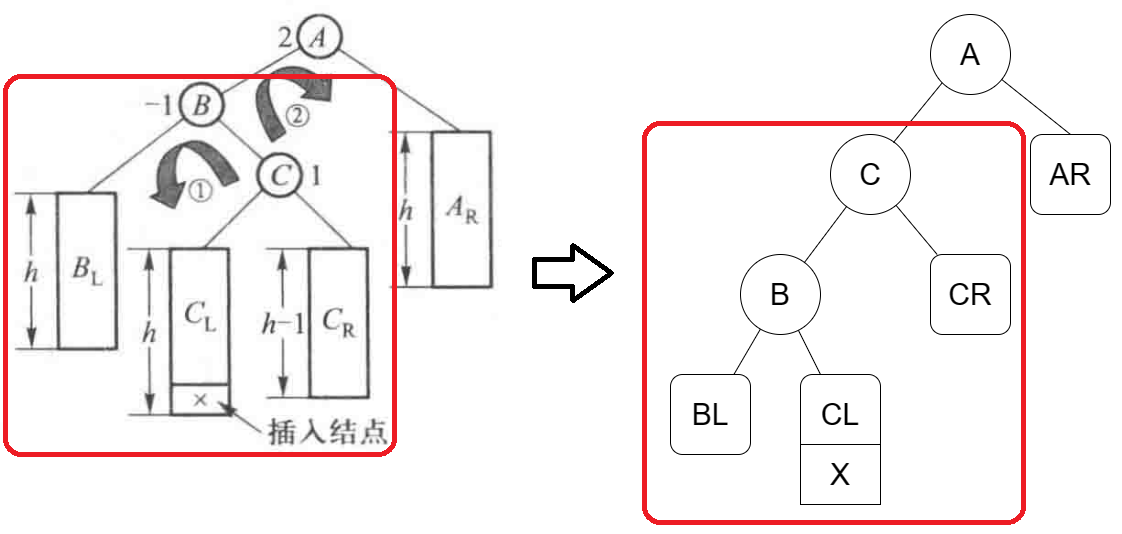 2 A
−1 B
②
①
C 1
h
B_L
h
C_L
×
h−1
C_R
h
A_R
插入结点
A
C
AR
B
CR
BL
CL
X